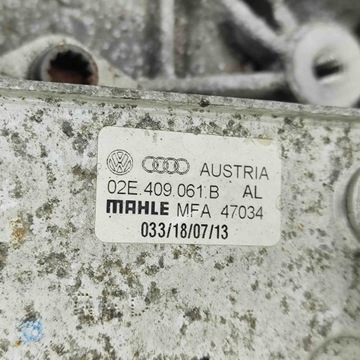 AUSTRIA
02E.409.061.B AL
MAHLE MFA 47034
033/18/07/13